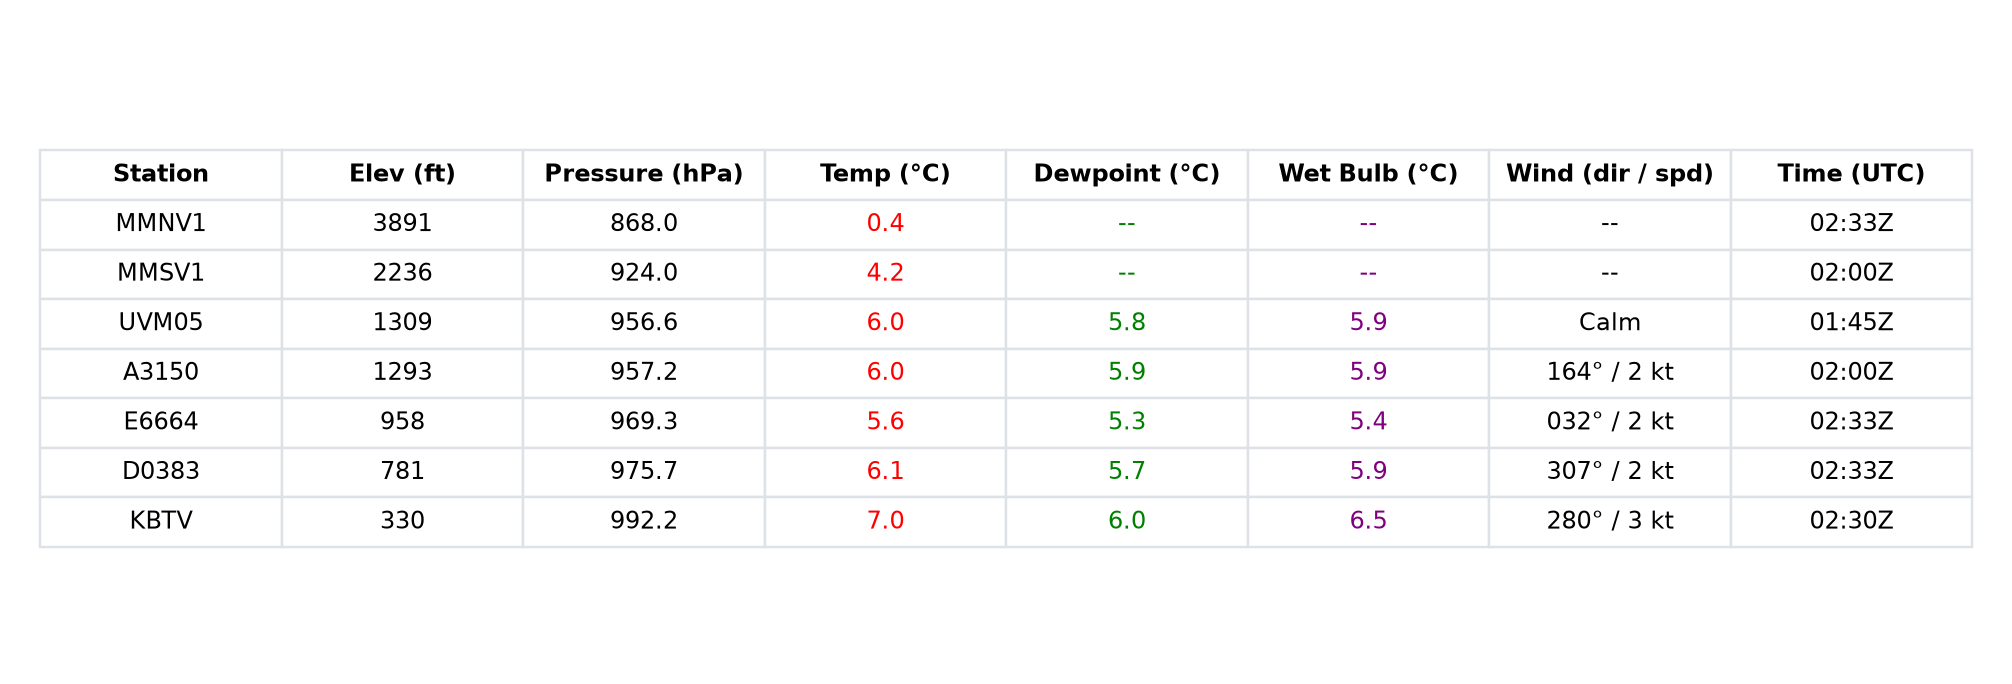 Station Elev (ft) Pressure (hPa) Temp (°C) Dewpoint (°C) Wet Bulb (°C) Wind (dir / spd) Time (UTC)
MMNV1 3891 868.0 0.4 -- -- -- 02:33Z
MMSV1 2236 924.0 4.2 -- -- -- 02:00Z
UVM05 1309 956.6 6.0 5.8 5.9 Calm 01:45Z
A3150 1293 957.2 6.0 5.9 5.9 164° / 2 kt 02:00Z
E6664 958 969.3 5.6 5.3 5.4 032° / 2 kt 02:33Z
D0383 781 975.7 6.1 5.7 5.9 307° / 2 kt 02:33Z
KBTV 330 992.2 7.0 6.0 6.5 280° / 3 kt 02:30Z